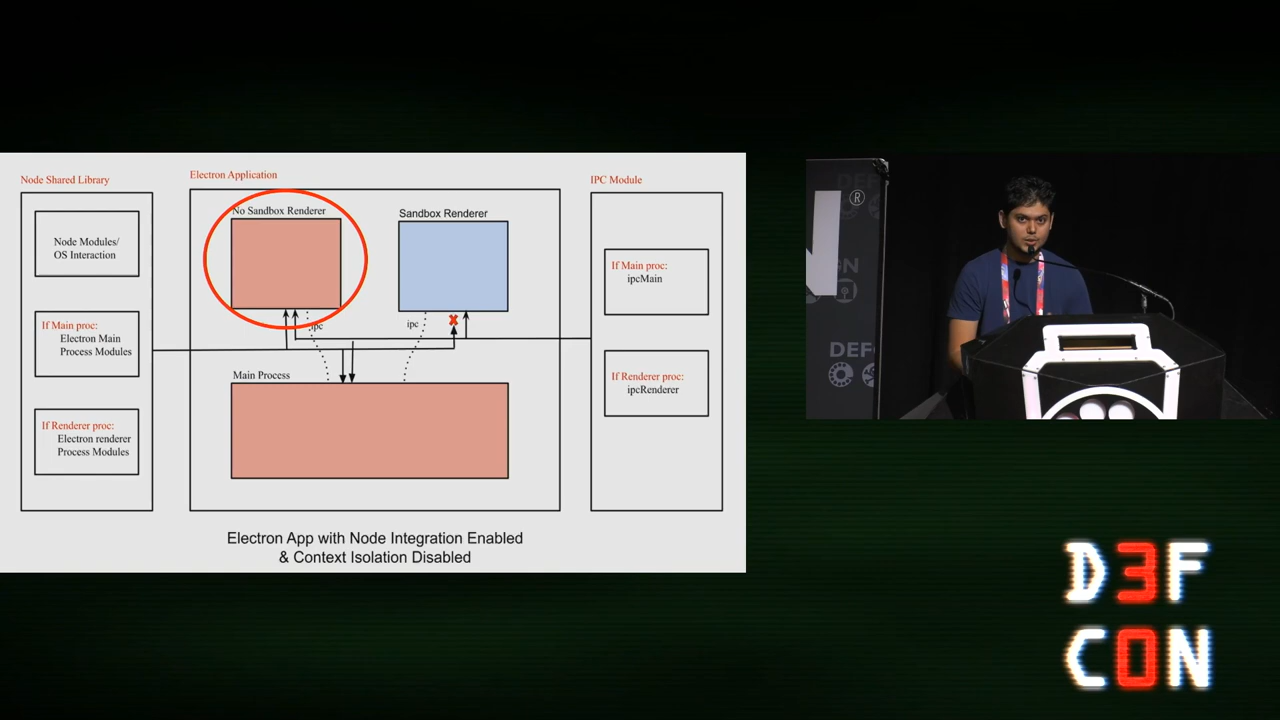 Node Shared Library
Node Modules/
OS Interaction
If Main proc:
Electron Main
Process Modules
If Renderer proc:
Electron renderer
Process Modules
Electron Application
No Sandbox Renderer
Sandbox Renderer
ipc
ipc
Main Process
IPC Module
If Main proc:
ipcMain
If Renderer proc:
ipcRenderer
Electron App with Node Integration Enabled
& Context Isolation Disabled
N®
DEF
DEF
D3F
CON